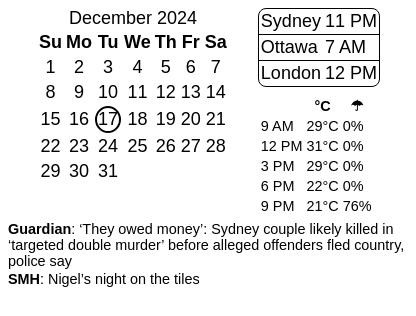 December 2024
Su Mo Tu We Th Fr Sa
1 2 3 4 5 6 7
8 9 10 11 12 13 14
15 16 17 18 19 20 21
22 23 24 25 26 27 28
29 30 31
Sydney 11 PM
Ottawa 7 AM
London 12 PM
°C ☂
9 AM 29°C 0%
12 PM 31°C 0%
3 PM 29°C 0%
6 PM 22°C 0%
9 PM 21°C 76%
Guardian: ‘They owed money’: Sydney couple likely killed in
‘targeted double murder’ before alleged offenders fled country,
police say
SMH: Nigel’s night on the tiles